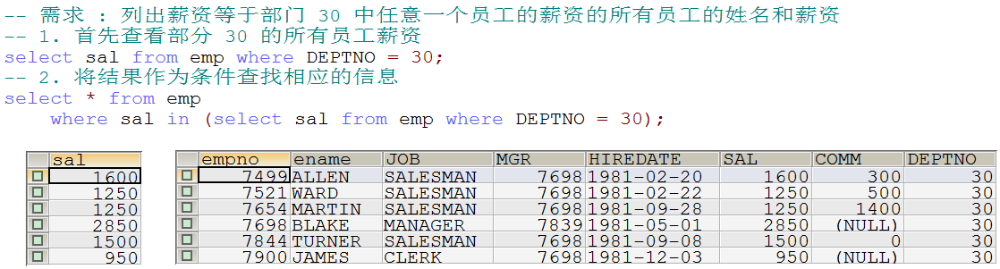 -- 需求 : 列出薪资等于部门 30 中任意一个员工的薪资的所有员工的姓名和薪资
-- 1. 首先查看部分 30 的所有员工薪资
select sal from emp where DEPTNO = 30;
-- 2. 将结果作为条件查找相应的信息
select * from emp
where sal in (select sal from emp where DEPTNO = 30);
sal
1600
1250
1250
2850
1500
950
empno ename JOB MGR HIREDATE SAL COMM DEPTNO
7499 ALLEN SALESMAN 7698 1981-02-20 1600 300 30
7521 WARD SALESMAN 7698 1981-02-22 1250 500 30
7654 MARTIN SALESMAN 7698 1981-09-28 1250 1400 30
7698 BLAKE MANAGER 7839 1981-05-01 2850 (NULL) 30
7844 TURNER SALESMAN 7698 1981-09-08 1500 0 30
7900 JAMES CLERK 7698 1981-12-03 950 (NULL) 30